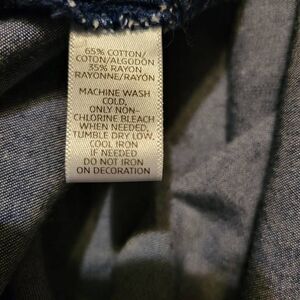 65% COTTON/
COTON/ALGODÓN
35% RAYON
RAYONNE/RAYÓN
MACHINE WASH
COLD,
ONLY NON-
CHLORINE BLEACH
WHEN NEEDED,
TUMBLE DRY LOW,
COOL IRON
IF NEEDED
DO NOT IRON
ON DECORATION